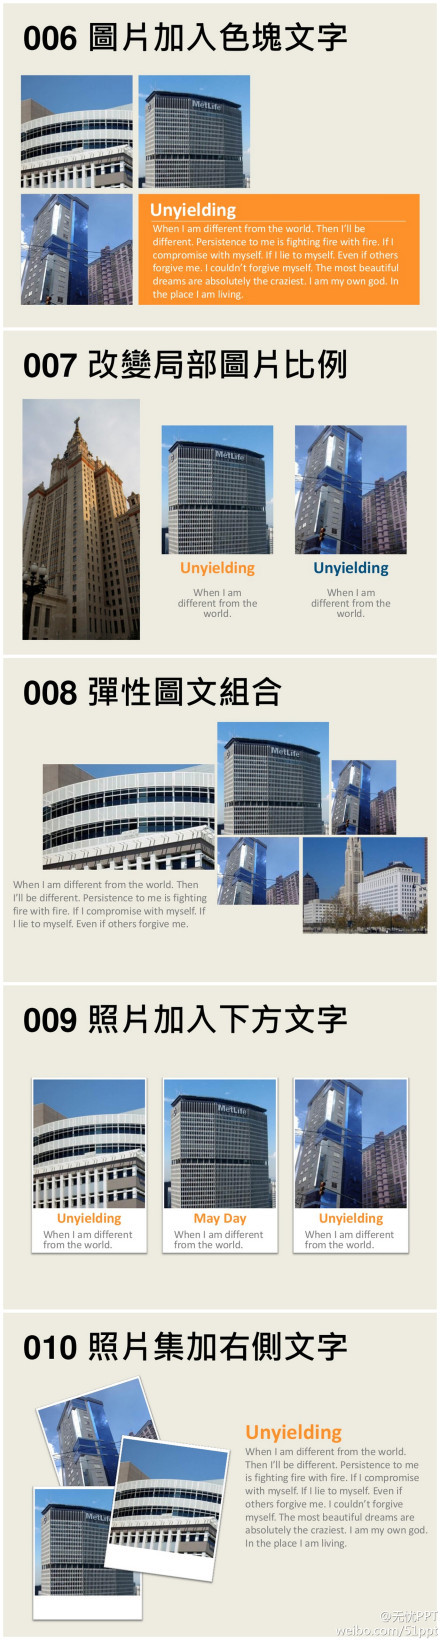 006 圖片加入色塊文字
MetLife
Unyielding
When I am different from the world. Then I'll be
different. Persistence to me is fighting fire with fire. If I
compromise with myself. If I lie to myself. Even if others
forgive me. I couldn't forgive myself. The most beautiful
dreams are absolutely the craziest. I am my own god. In
the place I am living.
007 改變局部圖片比例
MetLife
Unyielding
When I am
different from the
world.
Unyielding
When I am
different from the
world.
008 彈性圖文組合
MetLife
When I am different from the world. Then
I'll be different. Persistence to me is fighting
fire with fire. If I compromise with myself. If
I lie to myself. Even if others forgive me.
009 照片加入下方文字
MetLife
Unyielding
When I am different
from the world.
May Day
When I am different
from the world.
Unyielding
When I am different
from the world.
010 照片集加右側文字
MetLif
Unyielding
When I am different from the world.
Then I'll be different. Persistence to me
is fighting fire with fire. If I compromise
with myself. If I lie to myself. Even if
others forgive me. I couldn't forgive
myself. The most beautiful dreams are
absolutely the craziest. I am my own god.
In the place I am living.
@无忧PPT
weibo.com/51ppt